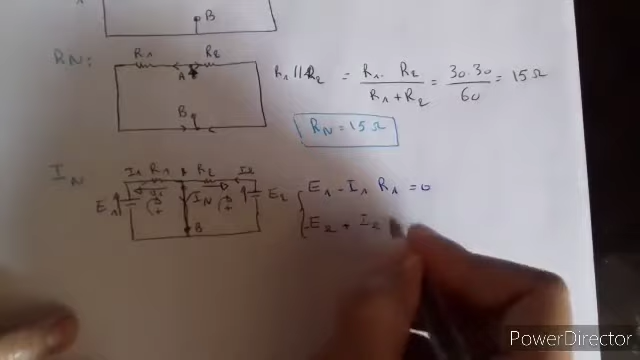 B
RN:
R1 R2
A
B
C
R1 // R2 = R1 . R2 / R1 + R2 = 30.30 / 60 = 15 Ω
RN = 15 Ω
IN
I1 R1 A R2 I2
E1 + IN + E2
B
E1 - I1 R1 = 0
-E2 + I2
PowerDirector